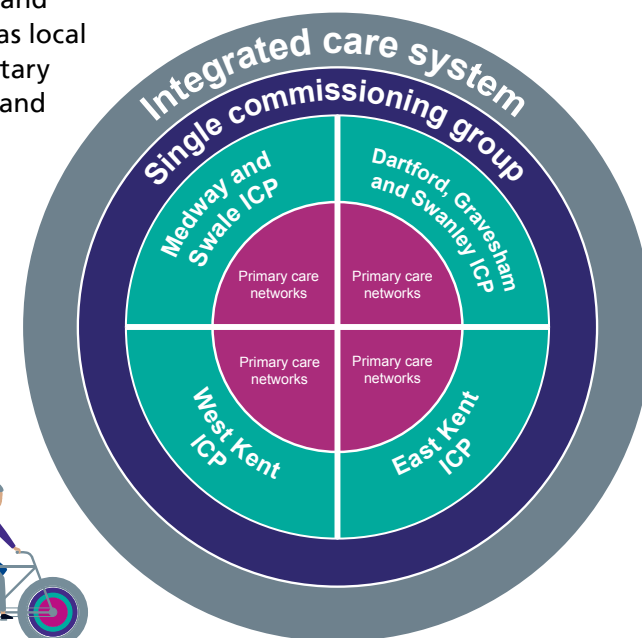 and
as local
tary
and
Integrated care system
Single commissioning group
Medway and
Swale ICP
Dartford, Gravesham
and Swanley ICP
Primary care
networks
Primary care
networks
Primary care
networks
Primary care
networks
West Kent
ICP
East Kent
ICP